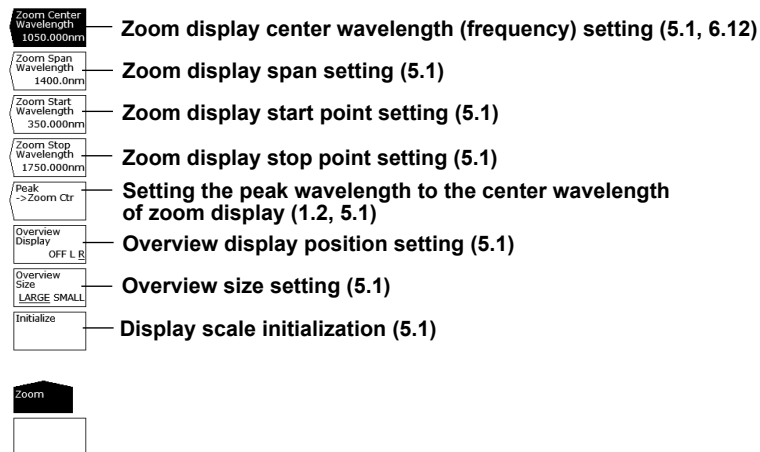 Zoom Center
Wavelength
1050.000nm
Zoom display center wavelength (frequency) setting (5.1, 6.12)
Zoom Span
Wavelength
1400.0nm
Zoom display span setting (5.1)
Zoom Start
Wavelength
350.000nm
Zoom display start point setting (5.1)
Zoom Stop
Wavelength
1750.000nm
Zoom display stop point setting (5.1)
Peak
->Zoom Ctr
Setting the peak wavelength to the center wavelength
of zoom display (1.2, 5.1)
Overview
Display
OFF L R
Overview display position setting (5.1)
Overview
Size
LARGE SMALL
Overview size setting (5.1)
Initialize
Display scale initialization (5.1)
Zoom